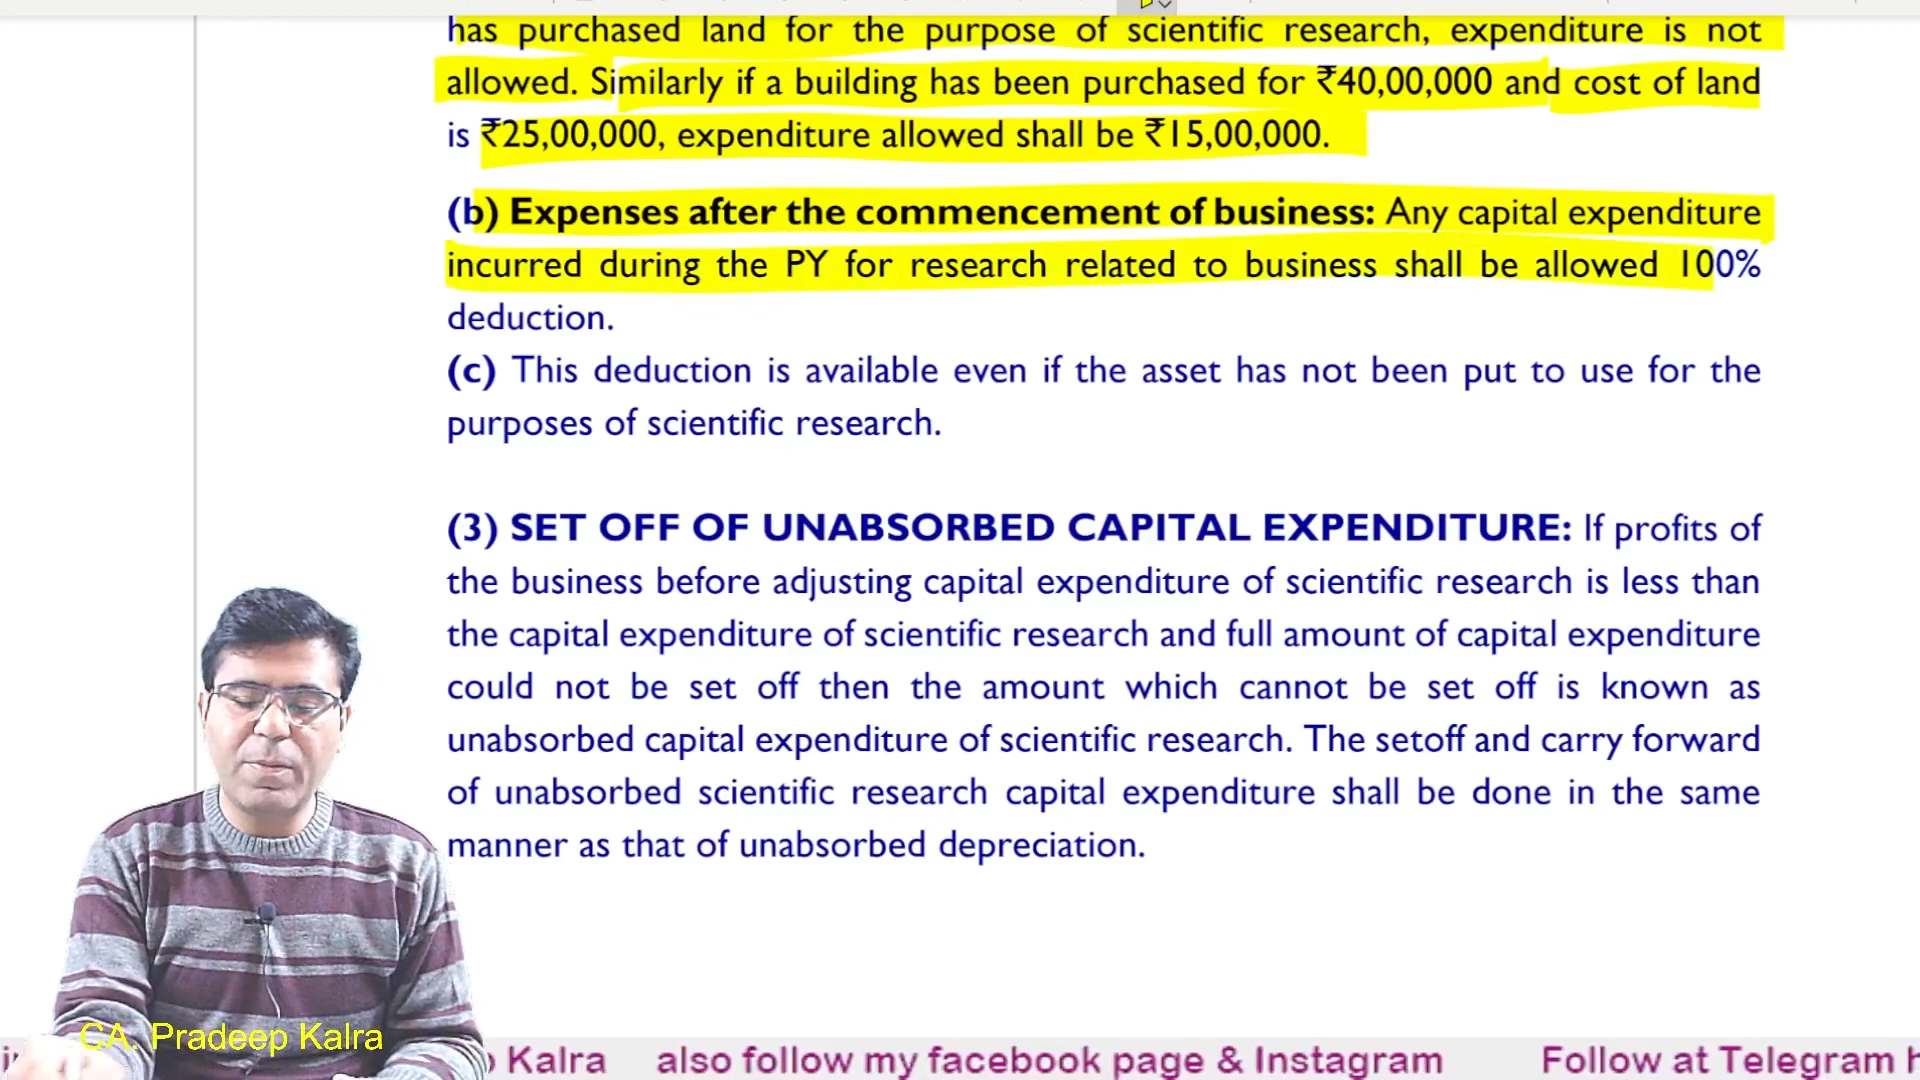 has purchased land for the purpose of scientific research, expenditure is not
allowed. Similarly if a building has been purchased for ₹40,00,000 and cost of land
is ₹25,00,000, expenditure allowed shall be ₹15,00,000.
(b) Expenses after the commencement of business: Any capital expenditure
incurred during the PY for research related to business shall be allowed 100%
deduction.
(c) This deduction is available even if the asset has not been put to use for the
purposes of scientific research.
(3) SET OFF OF UNABSORBED CAPITAL EXPENDITURE: If profits of
the business before adjusting capital expenditure of scientific research is less than
the capital expenditure of scientific research and full amount of capital expenditure
could not be set off then the amount which cannot be set off is known as
unabsorbed capital expenditure of scientific research. The setoff and carry forward
of unabsorbed scientific research capital expenditure shall be done in the same
manner as that of unabsorbed depreciation.
CA. Pradeep Kalra
Kalra also follow my facebook page & Instagram Follow at Telegram